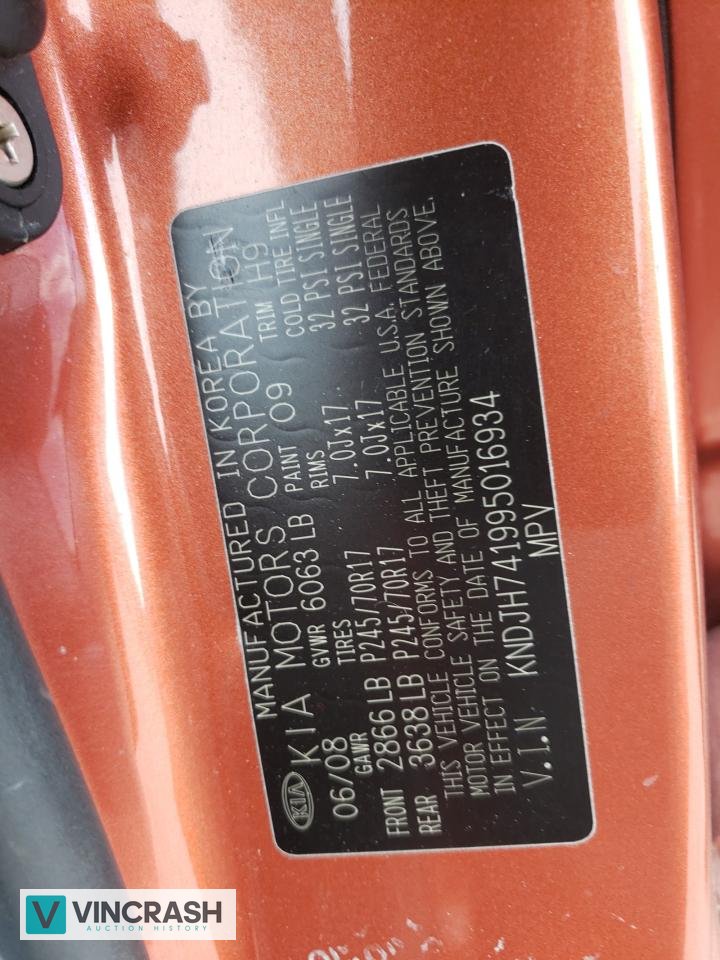 MANUFACTURED IN KOREA BY
KIA KIA MOTORS CORPORATION
06/08 GVWR 6063 LB PAINT O9 TRIM H9
GAWR TIRES RIMS COLD TIRE INFL
FRONT 2866 LB P245/70R17 7.0Jx17 32 PSI SINGLE
REAR 3638 LB P245/70R17 7.0Jx17 32 PSI SINGLE
THIS VEHICLE CONFORMS TO ALL APPLICABLE U.S.A. FEDERAL
MOTOR VEHICLE SAFETY AND THEFT PREVENTION STANDARDS
IN EFFECT ON THE DATE OF MANUFACTURE SHOWN ABOVE.
V.I.N KNDJH741995016934
MPV
V VINCRASH
AUCTION HISTORY